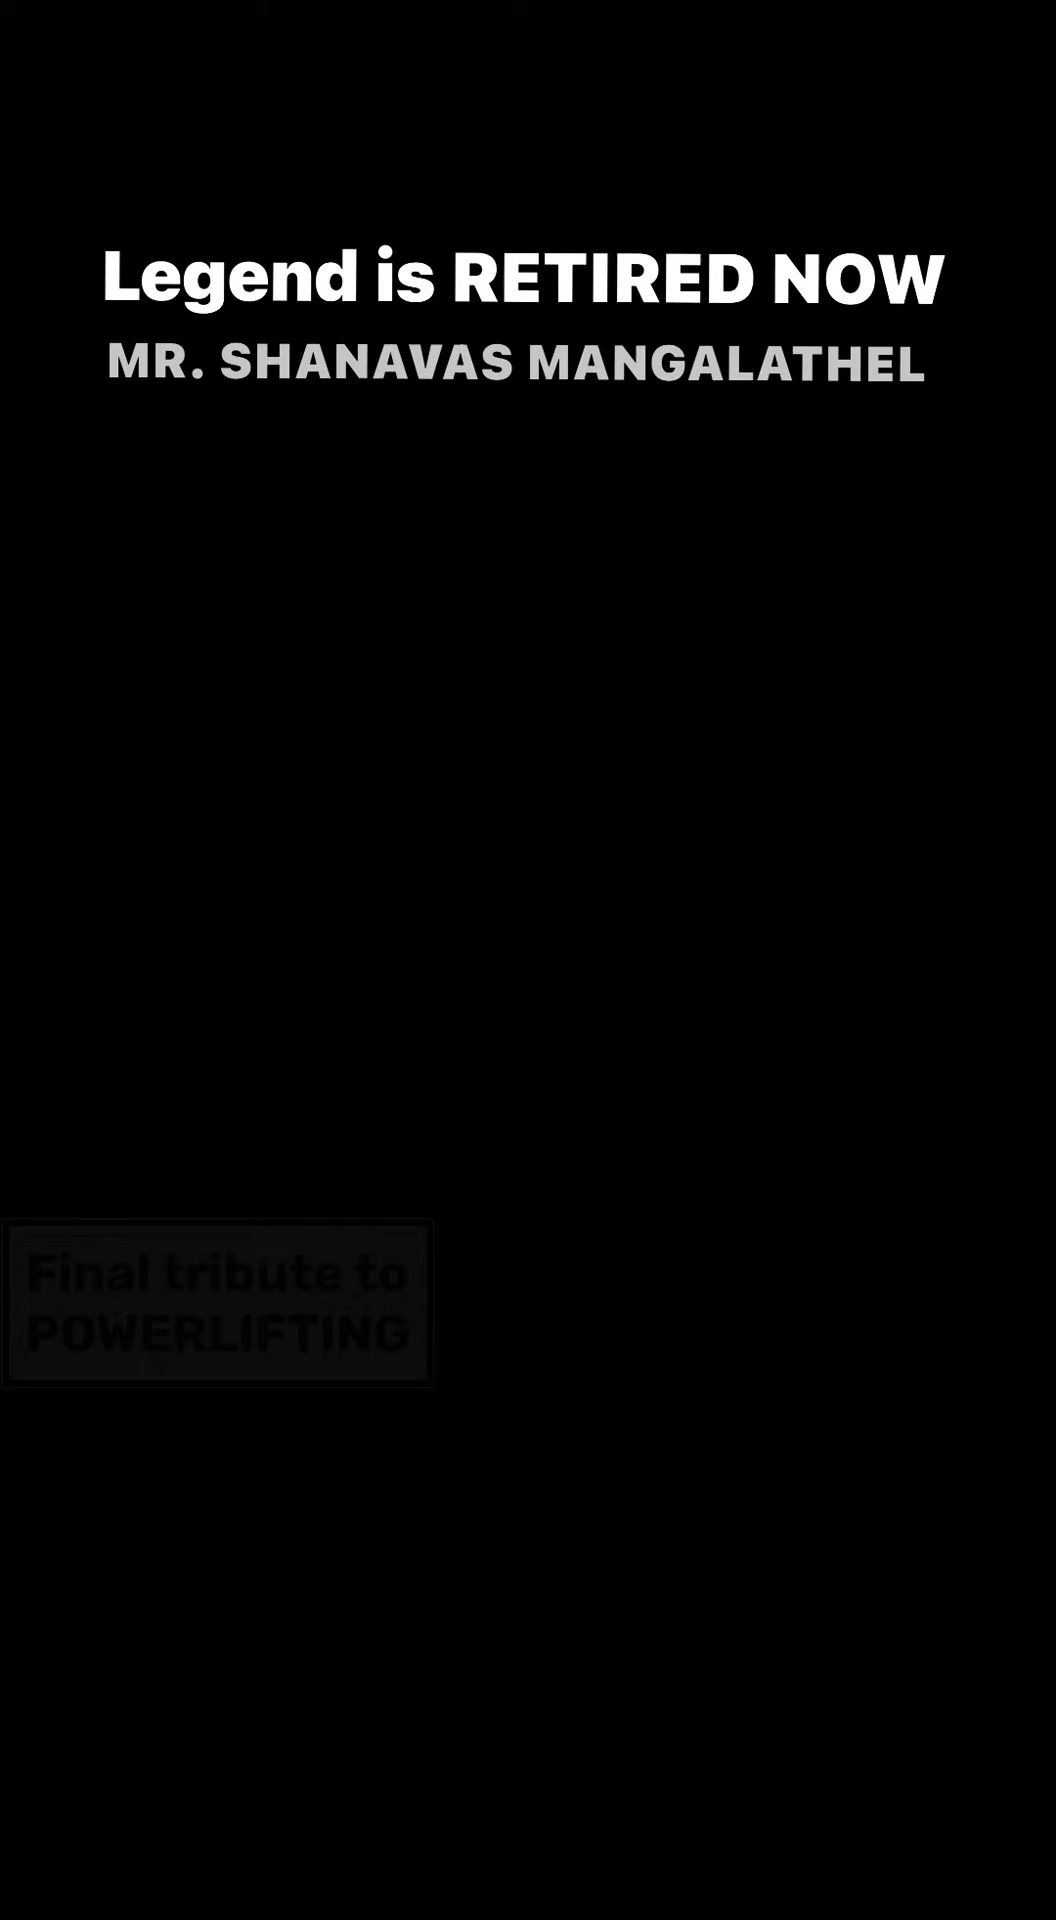 Legend is RETIRED NOW
MR. SHANAVAS MANGALATHEL
Final tribute to
POWERLIFTING